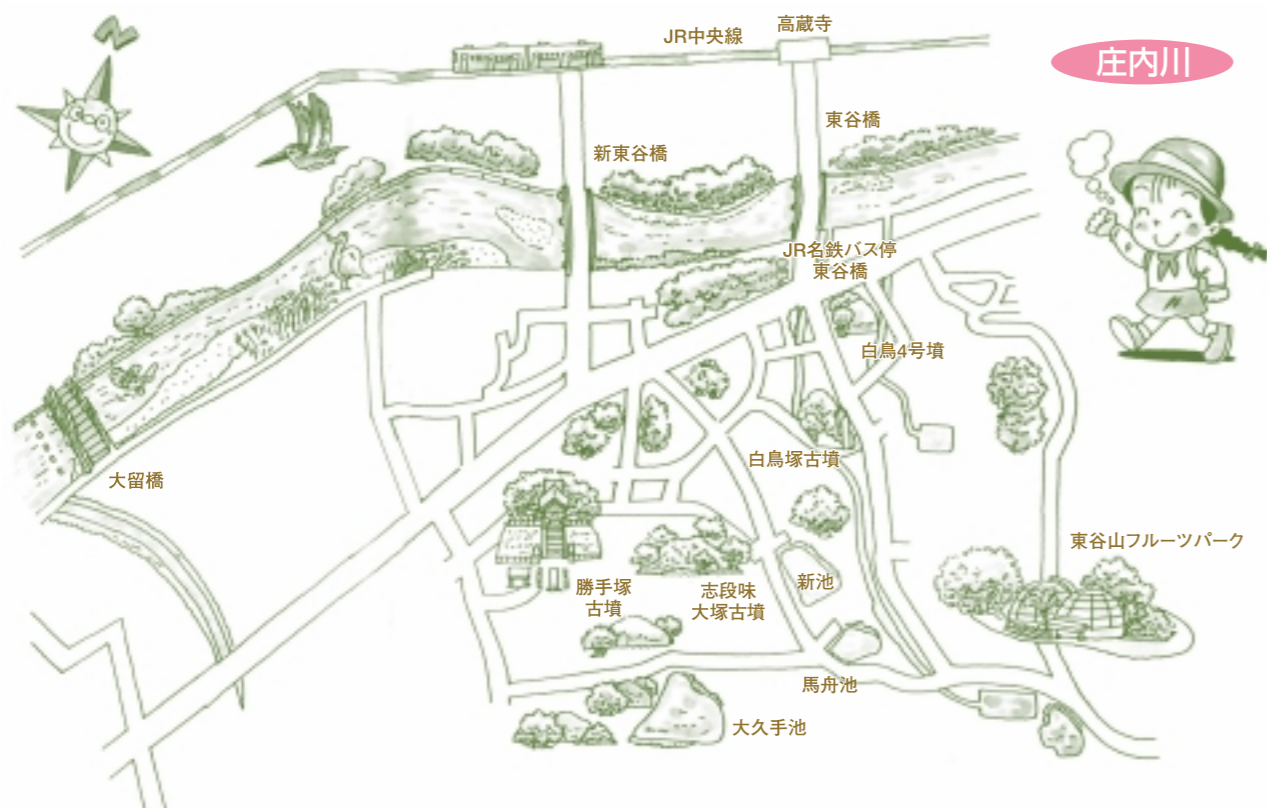 高蔵寺
JR中央線
庄内川
東谷橋
新東谷橋
JR名鉄バス停
東谷橋
白鳥4号墳
白鳥塚古墳
大留橋
東谷山フルーツパーク
勝手塚
古墳
志段味
大塚古墳
新池
馬舟池
大久手池